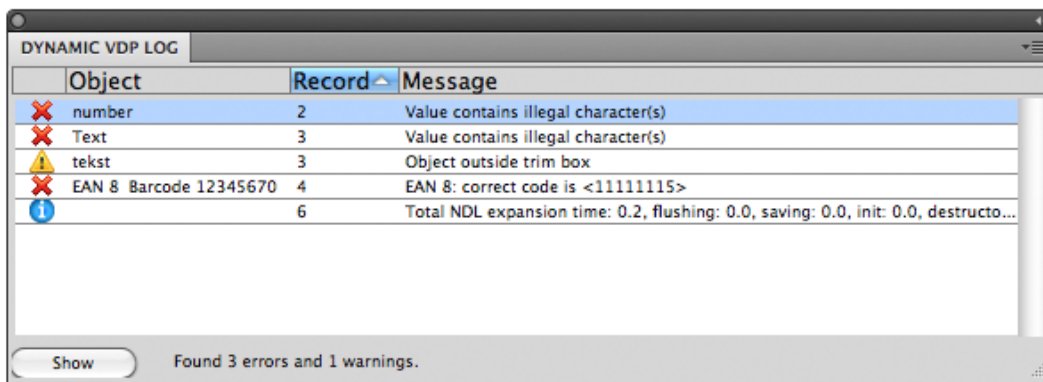 DYNAMIC VDP LOG
Object Record Message
number 2 Value contains illegal character(s)
Text 3 Value contains illegal character(s)
tekst 3 Object outside trim box
EAN 8 Barcode 12345670 4 EAN 8: correct code is <11111115>
6 Total NDL expansion time: 0.2, flushing: 0.0, saving: 0.0, init: 0.0, destructo...
Show Found 3 errors and 1 warnings.